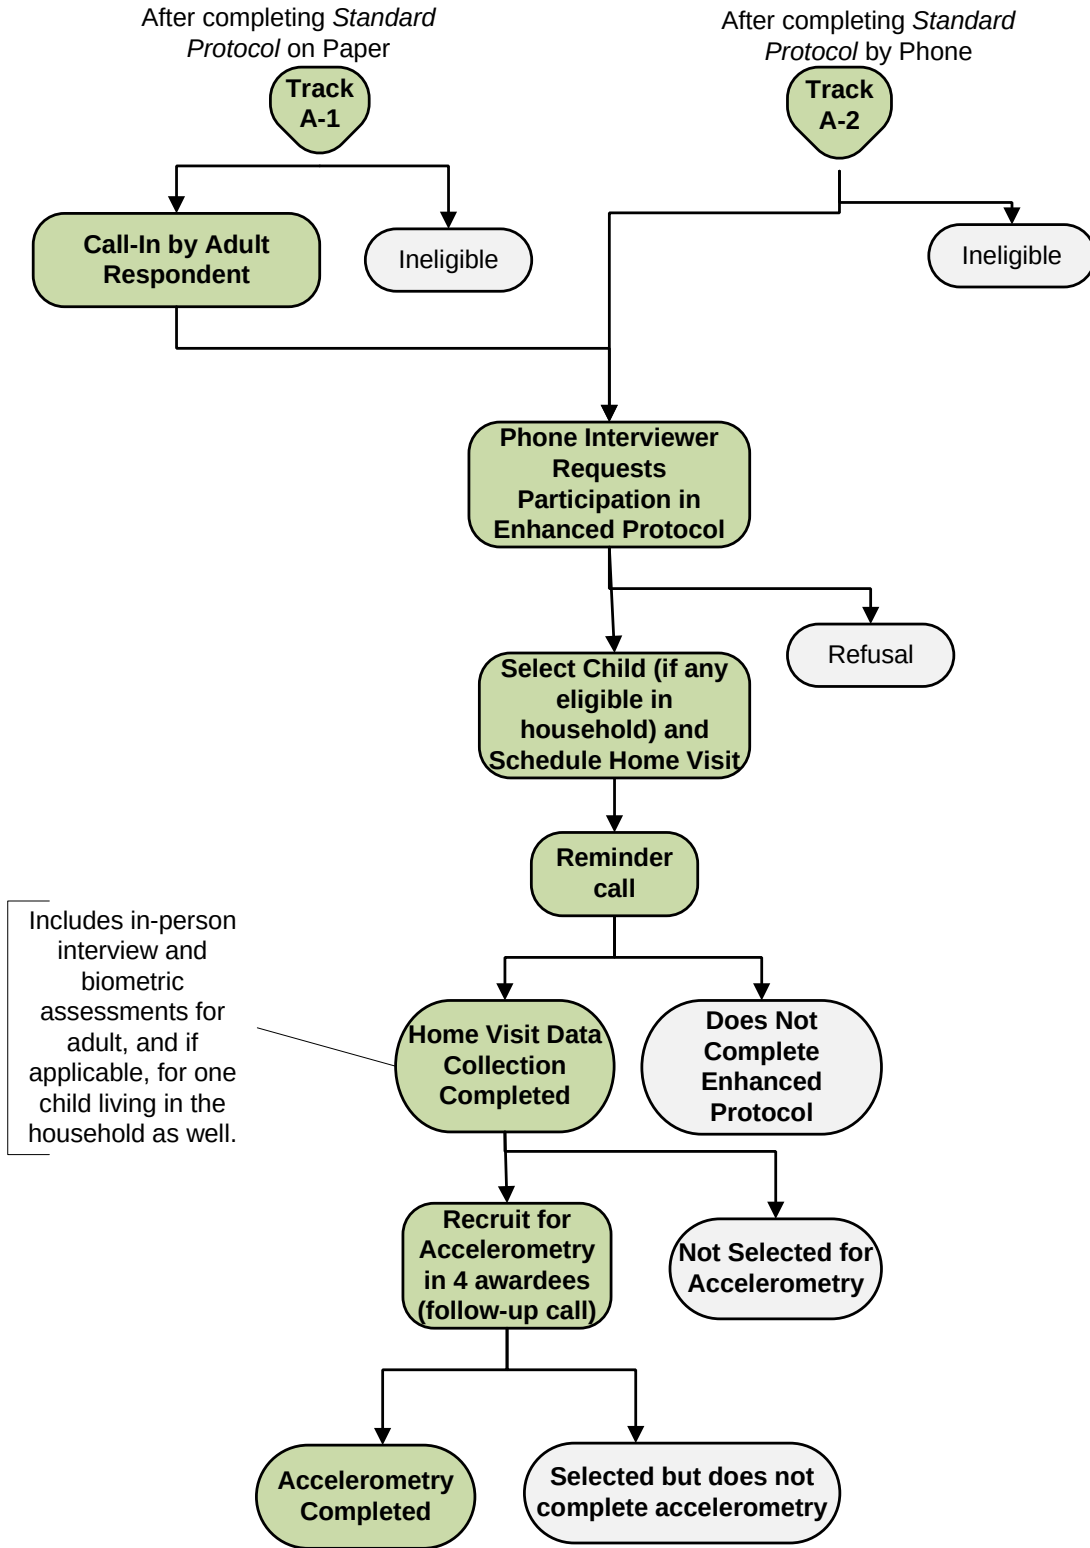 After completing Standard
Protocol on Paper
After completing Standard
Protocol by Phone
Track
A-1
Track
A-2
Call-In by Adult
Respondent
Ineligible
Ineligible
Phone Interviewer
Requests
Participation in
Enhanced Protocol
Refusal
Select Child (if any
eligible in
household) and
Schedule Home Visit
Reminder
call
Includes in-person
interview and
biometric
assessments for
adult, and if
applicable, for one
child living in the
household as well.
Home Visit Data
Collection
Completed
Does Not
Complete
Enhanced
Protocol
Recruit for
Accelerometry
in 4 awardees
(follow-up call)
Not Selected for
Accelerometry
Accelerometry
Completed
Selected but does not
complete accelerometry